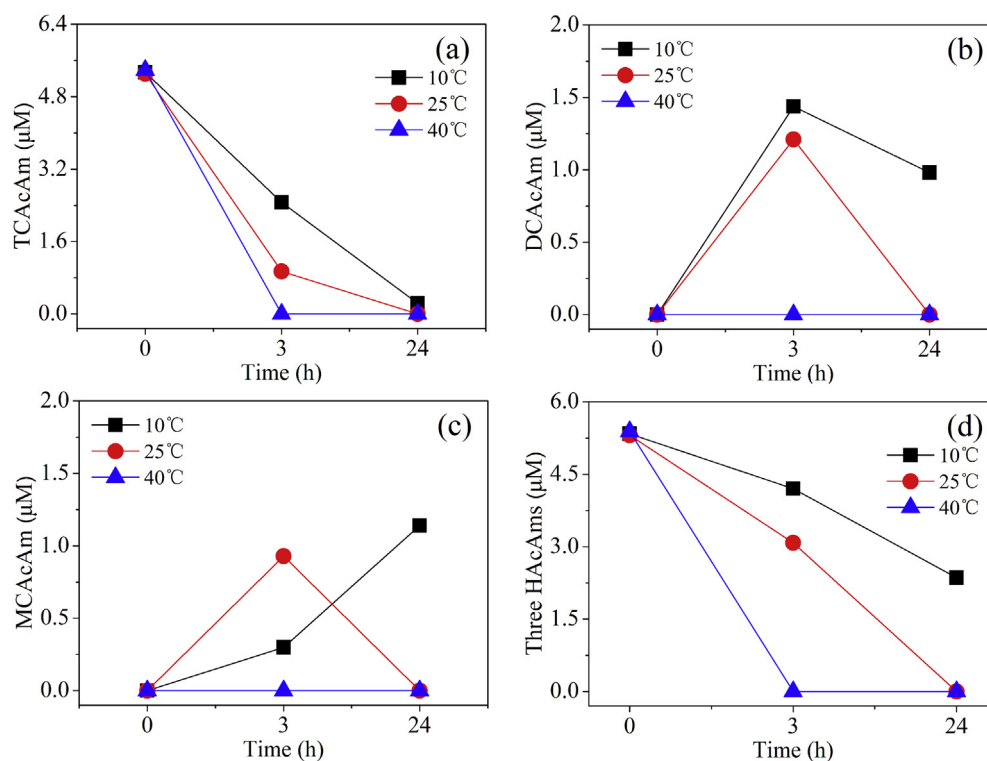 (a)
6.4
4.8
3.2
1.6
0.0
TCAcAm (μM)
10℃
25℃
40℃
0 3 24
Time (h)
(b)
2.0
1.5
1.0
0.5
0.0
DCAcAm (μM)
10℃
25℃
40℃
0 3 24
Time (h)
(c)
2.0
1.5
1.0
0.5
0.0
MCAcAm (μM)
10℃
25℃
40℃
0 3 24
Time (h)
(d)
6.0
4.5
3.0
1.5
0.0
Three HAcAms (μM)
10℃
25℃
40℃
0 3 24
Time (h)